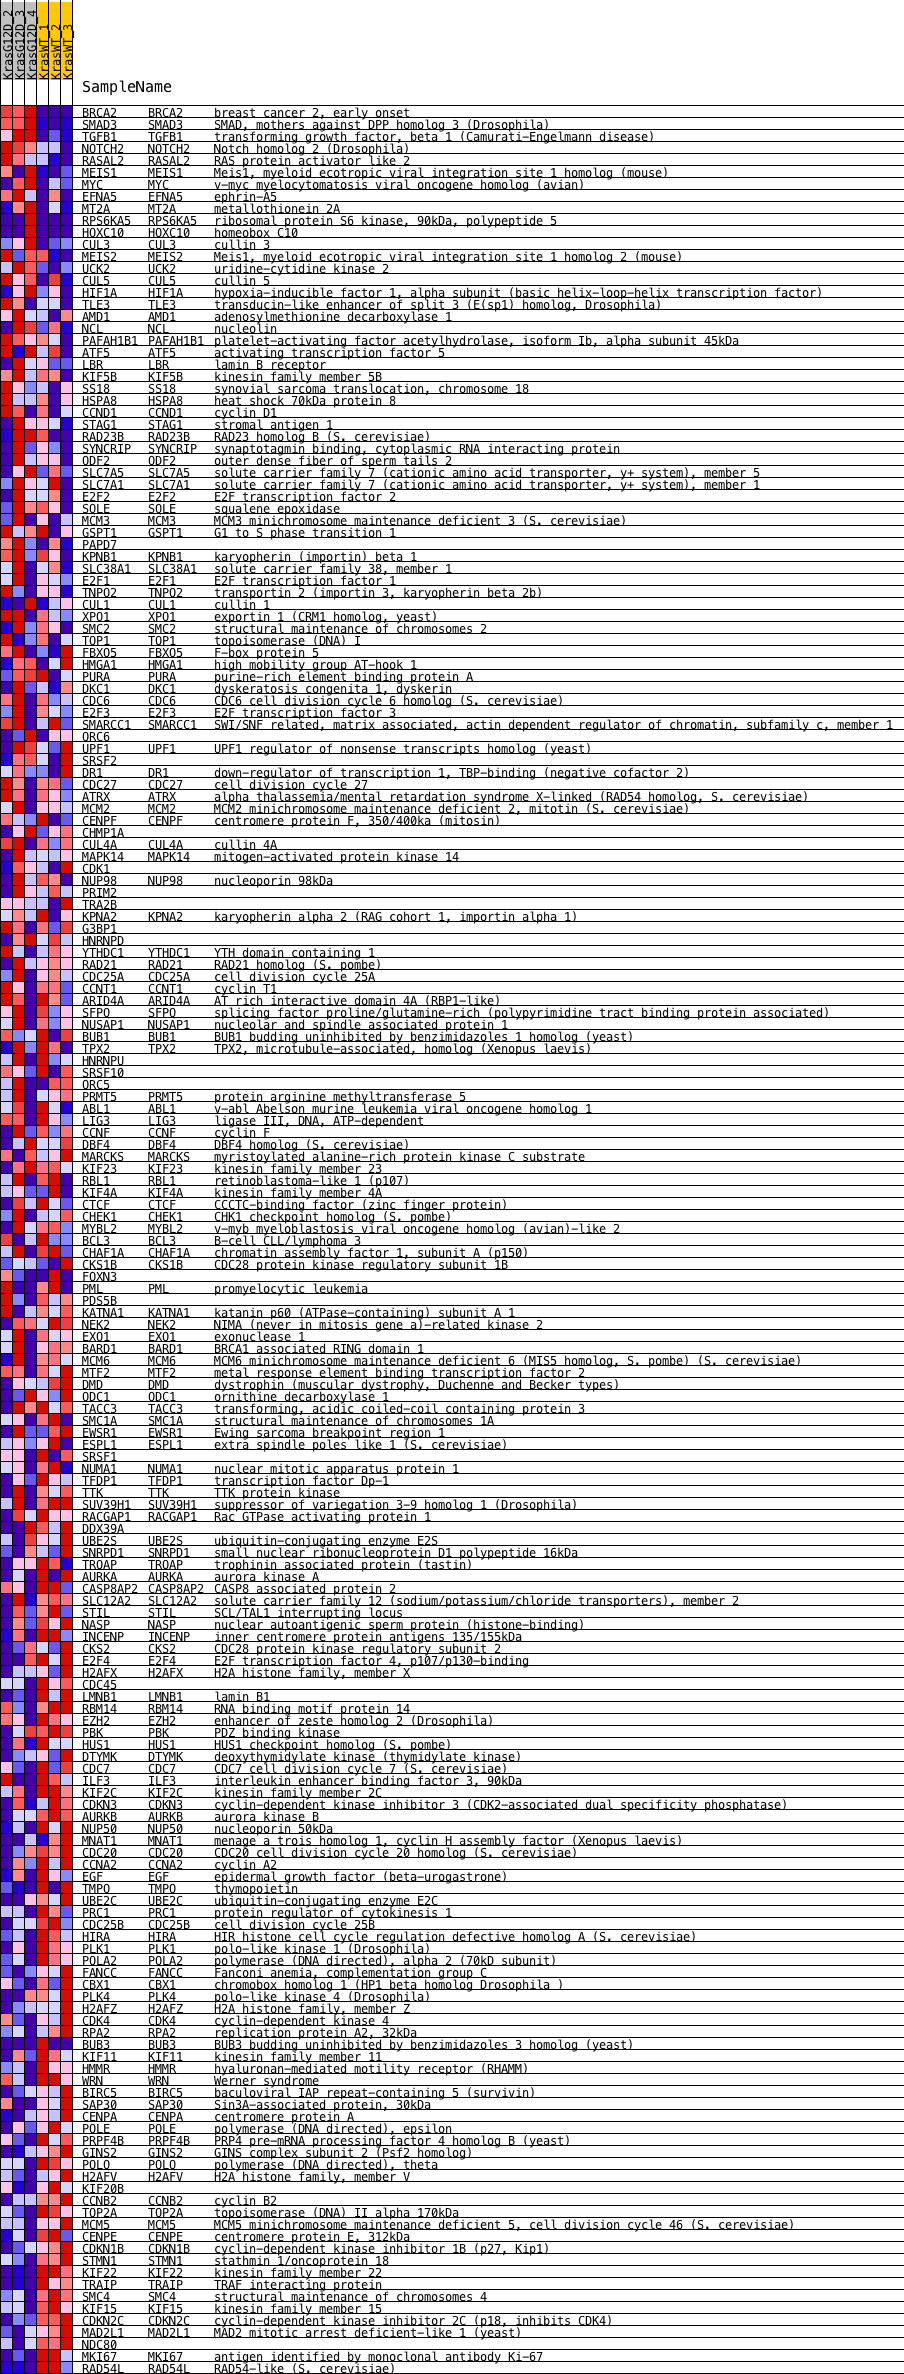 KrasG12D_2
KrasG12D_3
KrasG12D_4
KrasWT_1
KrasWT_2
KrasWT_3
SampleName
BRCA2 BRCA2 breast cancer 2, early onset
SMAD3 SMAD3 SMAD, mothers against DPP homolog 3 (Drosophila)
TGFB1 TGFB1 transforming growth factor, beta 1 (Camurati-Engelmann disease)
NOTCH2 NOTCH2 Notch homolog 2 (Drosophila)
RASAL2 RASAL2 RAS protein activator like 2
MEIS1 MEIS1 Meis1, myeloid ecotropic viral integration site 1 homolog (mouse)
MYC MYC v-myc myelocytomatosis viral oncogene homolog (avian)
EFNA5 EFNA5 ephrin-A5
MT2A MT2A metallothionein 2A
RPS6KA5 RPS6KA5 ribosomal protein S6 kinase, 90kDa, polypeptide 5
HOXC10 HOXC10 homeobox C10
CUL3 CUL3 cullin 3
MEIS2 MEIS2 Meis1, myeloid ecotropic viral integration site 1 homolog 2 (mouse)
UCK2 UCK2 uridine-cytidine kinase 2
CUL5 CUL5 cullin 5
HIF1A HIF1A hypoxia-inducible factor 1, alpha subunit (basic helix-loop-helix transcription factor)
TLE3 TLE3 transducin-like enhancer of split 3 (E(sp1) homolog, Drosophila)
AMD1 AMD1 adenosylmethionine decarboxylase 1
NCL NCL nucleolin
PAFAH1B1 PAFAH1B1 platelet-activating factor acetylhydrolase, isoform Ib, alpha subunit 45kDa
ATF5 ATF5 activating transcription factor 5
LBR LBR lamin B receptor
KIF5B KIF5B kinesin family member 5B
SS18 SS18 synovial sarcoma translocation, chromosome 18
HSPA8 HSPA8 heat shock 70kDa protein 8
CCND1 CCND1 cyclin D1
STAG1 STAG1 stromal antigen 1
RAD23B RAD23B RAD23 homolog B (S. cerevisiae)
SYNCRIP SYNCRIP synaptotagmin binding, cytoplasmic RNA interacting protein
ODF2 ODF2 outer dense fiber of sperm tails 2
SLC7A5 SLC7A5 solute carrier family 7 (cationic amino acid transporter, y+ system), member 5
SLC7A1 SLC7A1 solute carrier family 7 (cationic amino acid transporter, y+ system), member 1
E2F2 E2F2 E2F transcription factor 2
SQLE SQLE squalene epoxidase
MCM3 MCM3 MCM3 minichromosome maintenance deficient 3 (S. cerevisiae)
GSPT1 GSPT1 G1 to S phase transition 1
PAPD7
KPNB1 KPNB1 karyopherin (importin) beta 1
SLC38A1 SLC38A1 solute carrier family 38, member 1
E2F1 E2F1 E2F transcription factor 1
TNPO2 TNPO2 transportin 2 (importin 3, karyopherin beta 2b)
CUL1 CUL1 cullin 1
XPO1 XPO1 exportin 1 (CRM1 homolog, yeast)
SMC2 SMC2 structural maintenance of chromosomes 2
TOP1 TOP1 topoisomerase (DNA) I
FBXO5 FBXO5 F-box protein 5
HMGA1 HMGA1 high mobility group AT-hook 1
PURA PURA purine-rich element binding protein A
DKC1 DKC1 dyskeratosis congenita 1, dyskerin
CDC6 CDC6 CDC6 cell division cycle 6 homolog (S. cerevisiae)
E2F3 E2F3 E2F transcription factor 3
SMARCC1 SMARCC1 SWI/SNF related, matrix associated, actin dependent regulator of chromatin, subfamily c, member 1
ORC6
UPF1 UPF1 UPF1 regulator of nonsense transcripts homolog (yeast)
SRSF2
DR1 DR1 down-regulator of transcription 1, TBP-binding (negative cofactor 2)
CDC27 CDC27 cell division cycle 27
ATRX ATRX alpha thalassemia/mental retardation syndrome X-linked (RAD54 homolog, S. cerevisiae)
MCM2 MCM2 MCM2 minichromosome maintenance deficient 2, mitotin (S. cerevisiae)
CENPF CENPF centromere protein F, 350/400ka (mitosin)
CHMP1A
CUL4A CUL4A cullin 4A
MAPK14 MAPK14 mitogen-activated protein kinase 14
CDK1
NUP98 NUP98 nucleoporin 98kDa
PRIM2
TRA2B
KPNA2 KPNA2 karyopherin alpha 2 (RAG cohort 1, importin alpha 1)
G3BP1
HNRNPD
YTHDC1 YTHDC1 YTH domain containing 1
RAD21 RAD21 RAD21 homolog (S. pombe)
CDC25A CDC25A cell division cycle 25A
CCNT1 CCNT1 cyclin T1
ARID4A ARID4A AT rich interactive domain 4A (RBP1-like)
SFPQ SFPQ splicing factor proline/glutamine-rich (polypyrimidine tract binding protein associated)
NUSAP1 NUSAP1 nucleolar and spindle associated protein 1
BUB1 BUB1 BUB1 budding uninhibited by benzimidazoles 1 homolog (yeast)
TPX2 TPX2 TPX2, microtubule-associated, homolog (Xenopus laevis)
HNRNPU
SRSF10
ORC5
PRMT5 PRMT5 protein arginine methyltransferase 5
ABL1 ABL1 v-abl Abelson murine leukemia viral oncogene homolog 1
LIG3 LIG3 ligase III, DNA, ATP-dependent
CCNF CCNF cyclin F
DBF4 DBF4 DBF4 homolog (S. cerevisiae)
MARCKS MARCKS myristoylated alanine-rich protein kinase C substrate
KIF23 KIF23 kinesin family member 23
RBL1 RBL1 retinoblastoma-like 1 (p107)
KIF4A KIF4A kinesin family member 4A
CTCF CTCF CCCTC-binding factor (zinc finger protein)
CHEK1 CHEK1 CHK1 checkpoint homolog (S. pombe)
MYBL2 MYBL2 v-myb myeloblastosis viral oncogene homolog (avian)-like 2
BCL3 BCL3 B-cell CLL/lymphoma 3
CHAF1A CHAF1A chromatin assembly factor 1, subunit A (p150)
CKS1B CKS1B CDC28 protein kinase regulatory subunit 1B
FOXN3
PML PML promyelocytic leukemia
PDS5B
KATNA1 KATNA1 katanin p60 (ATPase-containing) subunit A 1
NEK2 NEK2 NIMA (never in mitosis gene a)-related kinase 2
EXO1 EXO1 exonuclease 1
BARD1 BARD1 BRCA1 associated RING domain 1
MCM6 MCM6 MCM6 minichromosome maintenance deficient 6 (MIS5 homolog, S. pombe) (S. cerevisiae)
MTF2 MTF2 metal response element binding transcription factor 2
DMD DMD dystrophin (muscular dystrophy, Duchenne and Becker types)
ODC1 ODC1 ornithine decarboxylase 1
TACC3 TACC3 transforming, acidic coiled-coil containing protein 3
SMC1A SMC1A structural maintenance of chromosomes 1A
EWSR1 EWSR1 Ewing sarcoma breakpoint region 1
ESPL1 ESPL1 extra spindle poles like 1 (S. cerevisiae)
SRSF1
NUMA1 NUMA1 nuclear mitotic apparatus protein 1
TFDP1 TFDP1 transcription factor Dp-1
TTK TTK TTK protein kinase
SUV39H1 SUV39H1 suppressor of variegation 3-9 homolog 1 (Drosophila)
RACGAP1 RACGAP1 Rac GTPase activating protein 1
DDX39A
UBE2S UBE2S ubiquitin-conjugating enzyme E2S
SNRPD1 SNRPD1 small nuclear ribonucleoprotein D1 polypeptide 16kDa
TROAP TROAP trophinin associated protein (tastin)
AURKA AURKA aurora kinase A
CASP8AP2 CASP8AP2 CASP8 associated protein 2
SLC12A2 SLC12A2 solute carrier family 12 (sodium/potassium/chloride transporters), member 2
STIL STIL SCL/TAL1 interrupting locus
NASP NASP nuclear autoantigenic sperm protein (histone-binding)
INCENP INCENP inner centromere protein antigens 135/155kDa
CKS2 CKS2 CDC28 protein kinase regulatory subunit 2
E2F4 E2F4 E2F transcription factor 4, p107/p130-binding
H2AFX H2AFX H2A histone family, member X
CDC45
LMNB1 LMNB1 lamin B1
RBM14 RBM14 RNA binding motif protein 14
EZH2 EZH2 enhancer of zeste homolog 2 (Drosophila)
PBK PBK PDZ binding kinase
HUS1 HUS1 HUS1 checkpoint homolog (S. pombe)
DTYMK DTYMK deoxythymidylate kinase (thymidylate kinase)
CDC7 CDC7 CDC7 cell division cycle 7 (S. cerevisiae)
ILF3 ILF3 interleukin enhancer binding factor 3, 90kDa
KIF2C KIF2C kinesin family member 2C
CDKN3 CDKN3 cyclin-dependent kinase inhibitor 3 (CDK2-associated dual specificity phosphatase)
AURKB AURKB aurora kinase B
NUP50 NUP50 nucleoporin 50kDa
MNAT1 MNAT1 menage a trois homolog 1, cyclin H assembly factor (Xenopus laevis)
CDC20 CDC20 CDC20 cell division cycle 20 homolog (S. cerevisiae)
CCNA2 CCNA2 cyclin A2
EGF EGF epidermal growth factor (beta-urogastrone)
TMPO TMPO thymopoietin
UBE2C UBE2C ubiquitin-conjugating enzyme E2C
PRC1 PRC1 protein regulator of cytokinesis 1
CDC25B CDC25B cell division cycle 25B
HIRA HIRA HIR histone cell cycle regulation defective homolog A (S. cerevisiae)
PLK1 PLK1 polo-like kinase 1 (Drosophila)
POLA2 POLA2 polymerase (DNA directed), alpha 2 (70kD subunit)
FANCC FANCC Fanconi anemia, complementation group C
CBX1 CBX1 chromobox homolog 1 (HP1 beta homolog Drosophila )
PLK4 PLK4 polo-like kinase 4 (Drosophila)
H2AFZ H2AFZ H2A histone family, member Z
CDK4 CDK4 cyclin-dependent kinase 4
RPA2 RPA2 replication protein A2, 32kDa
BUB3 BUB3 BUB3 budding uninhibited by benzimidazoles 3 homolog (yeast)
KIF11 KIF11 kinesin family member 11
HMMR HMMR hyaluronan-mediated motility receptor (RHAMM)
WRN WRN Werner syndrome
BIRC5 BIRC5 baculoviral IAP repeat-containing 5 (survivin)
SAP30 SAP30 Sin3A-associated protein, 30kDa
CENPA CENPA centromere protein A
POLE POLE polymerase (DNA directed), epsilon
PRPF4B PRPF4B PRP4 pre-mRNA processing factor 4 homolog B (yeast)
GINS2 GINS2 GINS complex subunit 2 (Psf2 homolog)
POLQ POLQ polymerase (DNA directed), theta
H2AFV H2AFV H2A histone family, member V
KIF20B
CCNB2 CCNB2 cyclin B2
TOP2A TOP2A topoisomerase (DNA) II alpha 170kDa
MCM5 MCM5 MCM5 minichromosome maintenance deficient 5, cell division cycle 46 (S. cerevisiae)
CENPE CENPE centromere protein E, 312kDa
CDKN1B CDKN1B cyclin-dependent kinase inhibitor 1B (p27, Kip1)
STMN1 STMN1 stathmin 1/oncoprotein 18
KIF22 KIF22 kinesin family member 22
TRAIP TRAIP TRAF interacting protein
SMC4 SMC4 structural maintenance of chromosomes 4
KIF15 KIF15 kinesin family member 15
CDKN2C CDKN2C cyclin-dependent kinase inhibitor 2C (p18, inhibits CDK4)
MAD2L1 MAD2L1 MAD2 mitotic arrest deficient-like 1 (yeast)
NDC80
MKI67 MKI67 antigen identified by monoclonal antibody Ki-67
RAD54L RAD54L RAD54-like (S. cerevisiae)